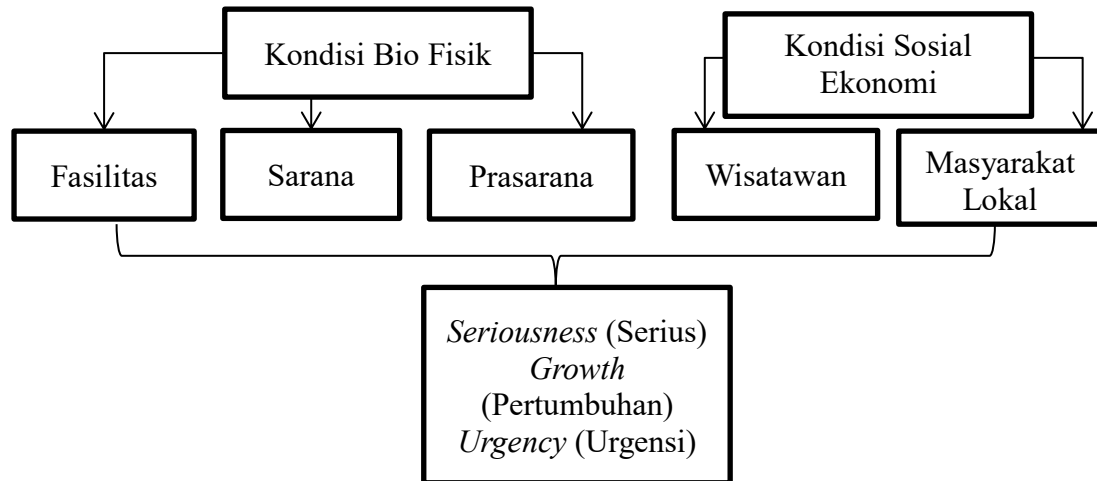 Kondisi Bio Fisik
Kondisi Sosial
Ekonomi
Fasilitas
Sarana
Prasarana
Wisatawan
Masyarakat
Lokal
Seriousness (Serius)
Growth
(Pertumbuhan)
Urgency (Urgensi)